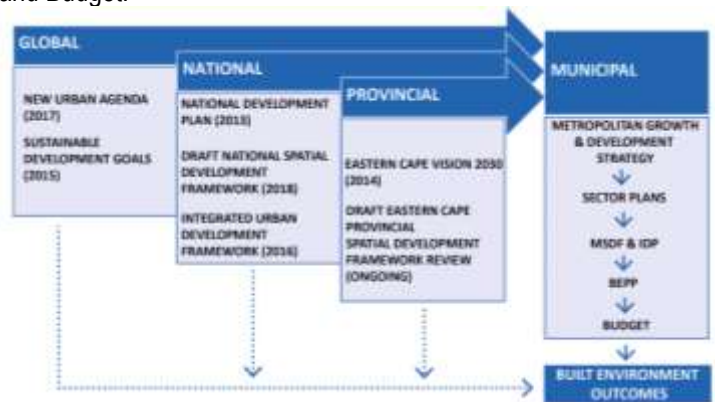 and Budget.
GLOBAL
NEW URBAN AGENDA
(2017)
SUSTAINABLE
DEVELOPMENT GOALS
(2015)
NATIONAL
NATIONAL DEVELOPMENT
PLAN (2013)
DRAFT NATIONAL SPATIAL
DEVELOPMENT
FRAMEWORK (2018)
INTEGRATED URBAN
DEVELOPMENT
FRAMEWORK (2016)
PROVINCIAL
EASTERN CAPE VISION 2030
(2014)
DRAFT EASTERN CAPE
PROVINCIAL
SPATIAL DEVELOPMENT
FRAMEWORK REVIEW
(ONGOING)
MUNICIPAL
METROPOLITAN GROWTH
& DEVELOPMENT
STRATEGY
SECTOR PLANS
MSDF & IDP
BEPP
BUDGET
BUILT ENVIRONMENT
OUTCOMES